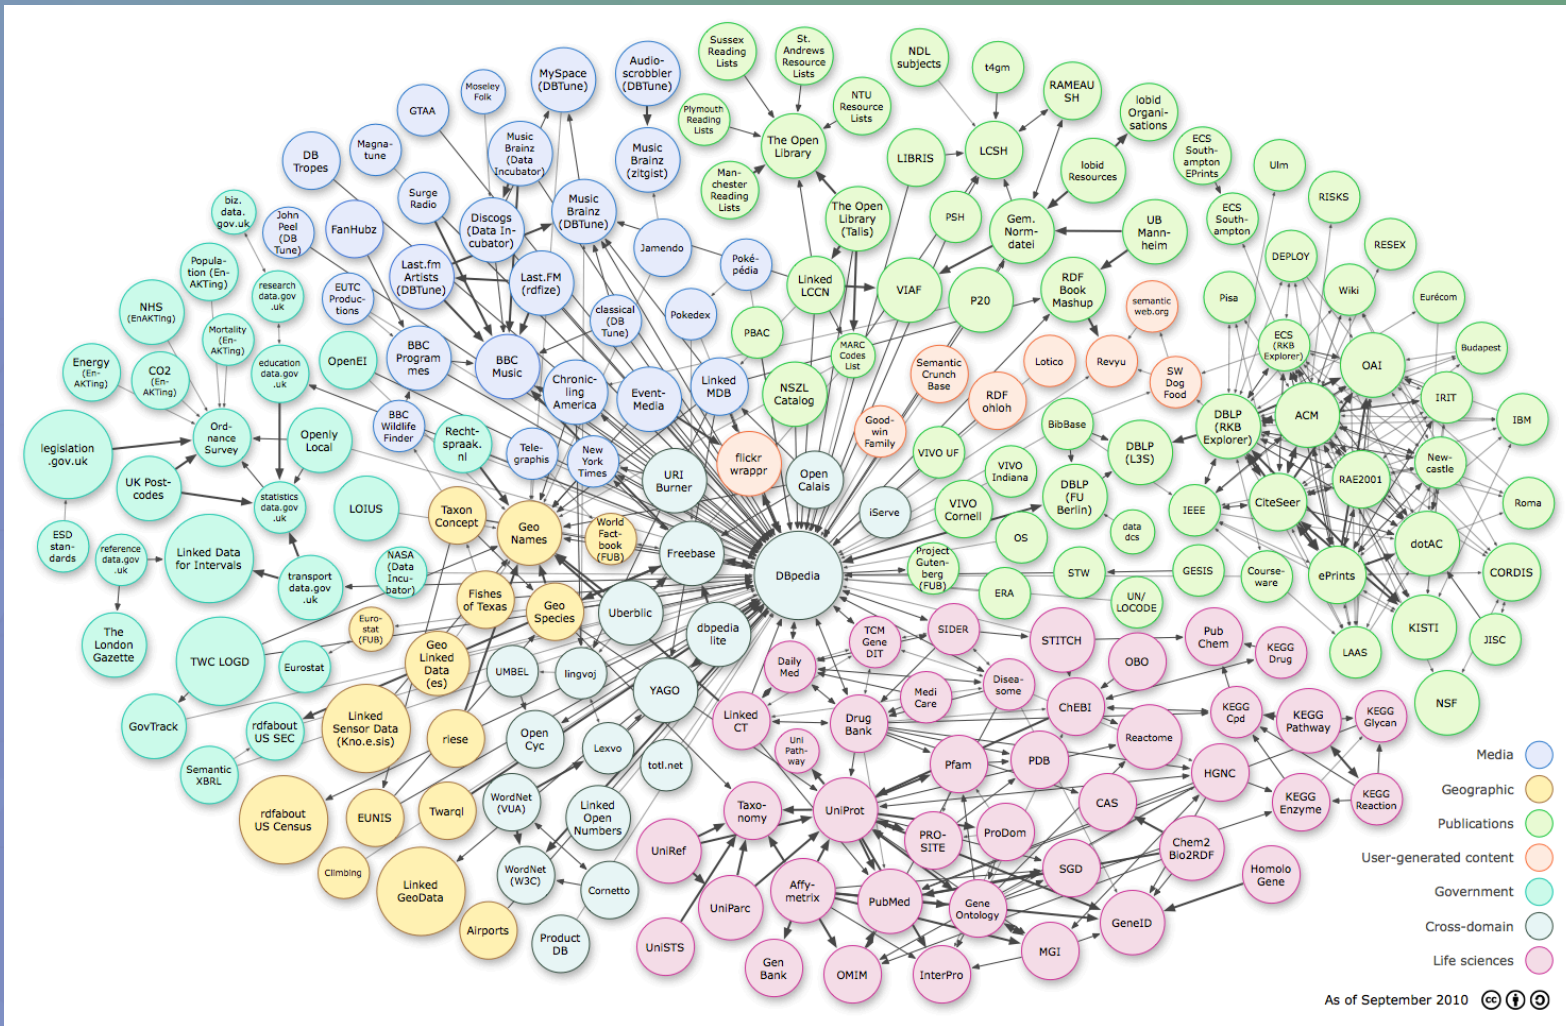 Sussex
Reading
Lists
St.
Andrews
Resource
Lists
NDL
subjects
t4gm
RAMEAU
SH
lobid
Organi-
sations
Audio-
scrobbler
(DBTune)
MySpace
(DBTune)
Moseley
Folk
GTAA
Plymouth
Reading
Lists
NTU
Resource
Lists
The Open
Library
LIBRIS
LCSH
lobid
Resources
ECS
South-
ampton
EPrints
Ulm
Music
Brainz
(Data
Incubator)
Music
Brainz
(zitgist)
Magna-
tune
DB
Tropes
Man-
chester
Reading
Lists
Surge
Radio
Discogs
(Data In-
cubator)
Music
Brainz
(DBTune)
The Open
Library
(Talis)
PSH
Gem.
Norm-
datei
UB
Mann-
heim
ECS
South-
ampton
RISKS
biz.
data.
gov.uk
John
Peel
(DB
Tune)
FanHubz
Jamendo
Poké-
pédia
DEPLOY
RESEX
Popula-
tion (En-
AKTing)
research
data.gov
.uk
EUTC
Produc-
tions
Last.fm
Artists
(DBTune)
Last.FM
(rdfize)
classical
(DB
Tune)
Pokedex
Linked
LCCN
VIAF
P20
RDF
Book
Mashup
semantic
web.org
Pisa
Wiki
Eurécom
NHS
(EnAKTing)
Mortality
(En-
AKTing)
PBAC
MARC
Codes
List
ECS
(RKB
Explorer)
Budapest
Energy
(En-
AKTing)
CO2
(En-
AKTing)
education
data.gov
.uk
OpenEI
BBC
Program
mes
BBC
Music
Chronic-
ling
America
Event-
Media
Linked
MDB
NSZL
Catalog
Semantic
Crunch
Base
RDF
ohloh
Lotico
Revyu
SW
Dog
Food
OAI
IRIT
legislation
.gov.uk
Ord-
nance
Survey
Openly
Local
BBC
Wildlife
Finder
Recht-
spraak.
nl
Tele-
graphis
New
York
Times
URI
Burner
flickr
wrappr
Open
Calais
Good-
win
Family
VIVO UF
BibBase
DBLP
(L3S)
DBLP
(RKB
Explorer)
ACM
IBM
UK Post-
codes
statistics
data.gov
.uk
LOIUS
Taxon
Concept
Geo
Names
World
Fact-
book
(FUB)
iServe
VIVO
Indiana
VIVO
Cornell
DBLP
(FU
Berlin)
IEEE
CiteSeer
RAE2001
New-
castle
Roma
ESD
stan-
dards
reference
data.gov
.uk
Linked Data
for Intervals
transport
data.gov
.uk
NASA
(Data
Incu-
bator)
Freebase
DBpedia
OS
data
dcs
dotAC
Project
Guten-
berg
(FUB)
STW
GESIS
Course-
ware
ePrints
CORDIS
Fishes
of Texas
Geo
Species
Uberblic
dbpedia
lite
ERA
UN/
LOCODE
The
London
Gazette
Euro-
stat
(FUB)
TCM
Gene
DIT
SIDER
STITCH
Pub
Chem
KEGG
Drug
LAAS
KISTI
JISC
TWC LOGD
Eurostat
Geo
Linked
Data
(es)
UMBEL
lingvoj
YAGO
Daily
Med
Disea-
some
OBO
NSF
GovTrack
rdfabout
US SEC
Linked
Sensor Data
(Kno.e.sis)
riese
Open
Cyc
Lexvo
totl.net
Linked
CT
Uni
Path-
way
Drug
Bank
Medi
Care
ChEBI
Reactome
KEGG
Cpd
KEGG
Pathway
KEGG
Glycan
Semantic
XBRL
Pfam
PDB
HGNC
Media
rdfabout
US Census
EUNIS
Twarql
WordNet
(VUA)
Linked
Open
Numbers
Taxo-
nomy
UniProt
PRO-
SITE
ProDom
CAS
KEGG
Enzyme
KEGG
Reaction
Geographic
Publications
Climbing
Linked
GeoData
WordNet
(W3C)
Cornetto
UniRef
UniParc
Affy-
metrix
PubMed
Gene
Ontology
SGD
Chem2
Bio2RDF
Homolo
Gene
User-generated content
Government
Airports
Product
DB
UniSTS
Gen
Bank
OMIM
InterPro
MGI
GeneID
Cross-domain
Life sciences
As of September 2010
cc